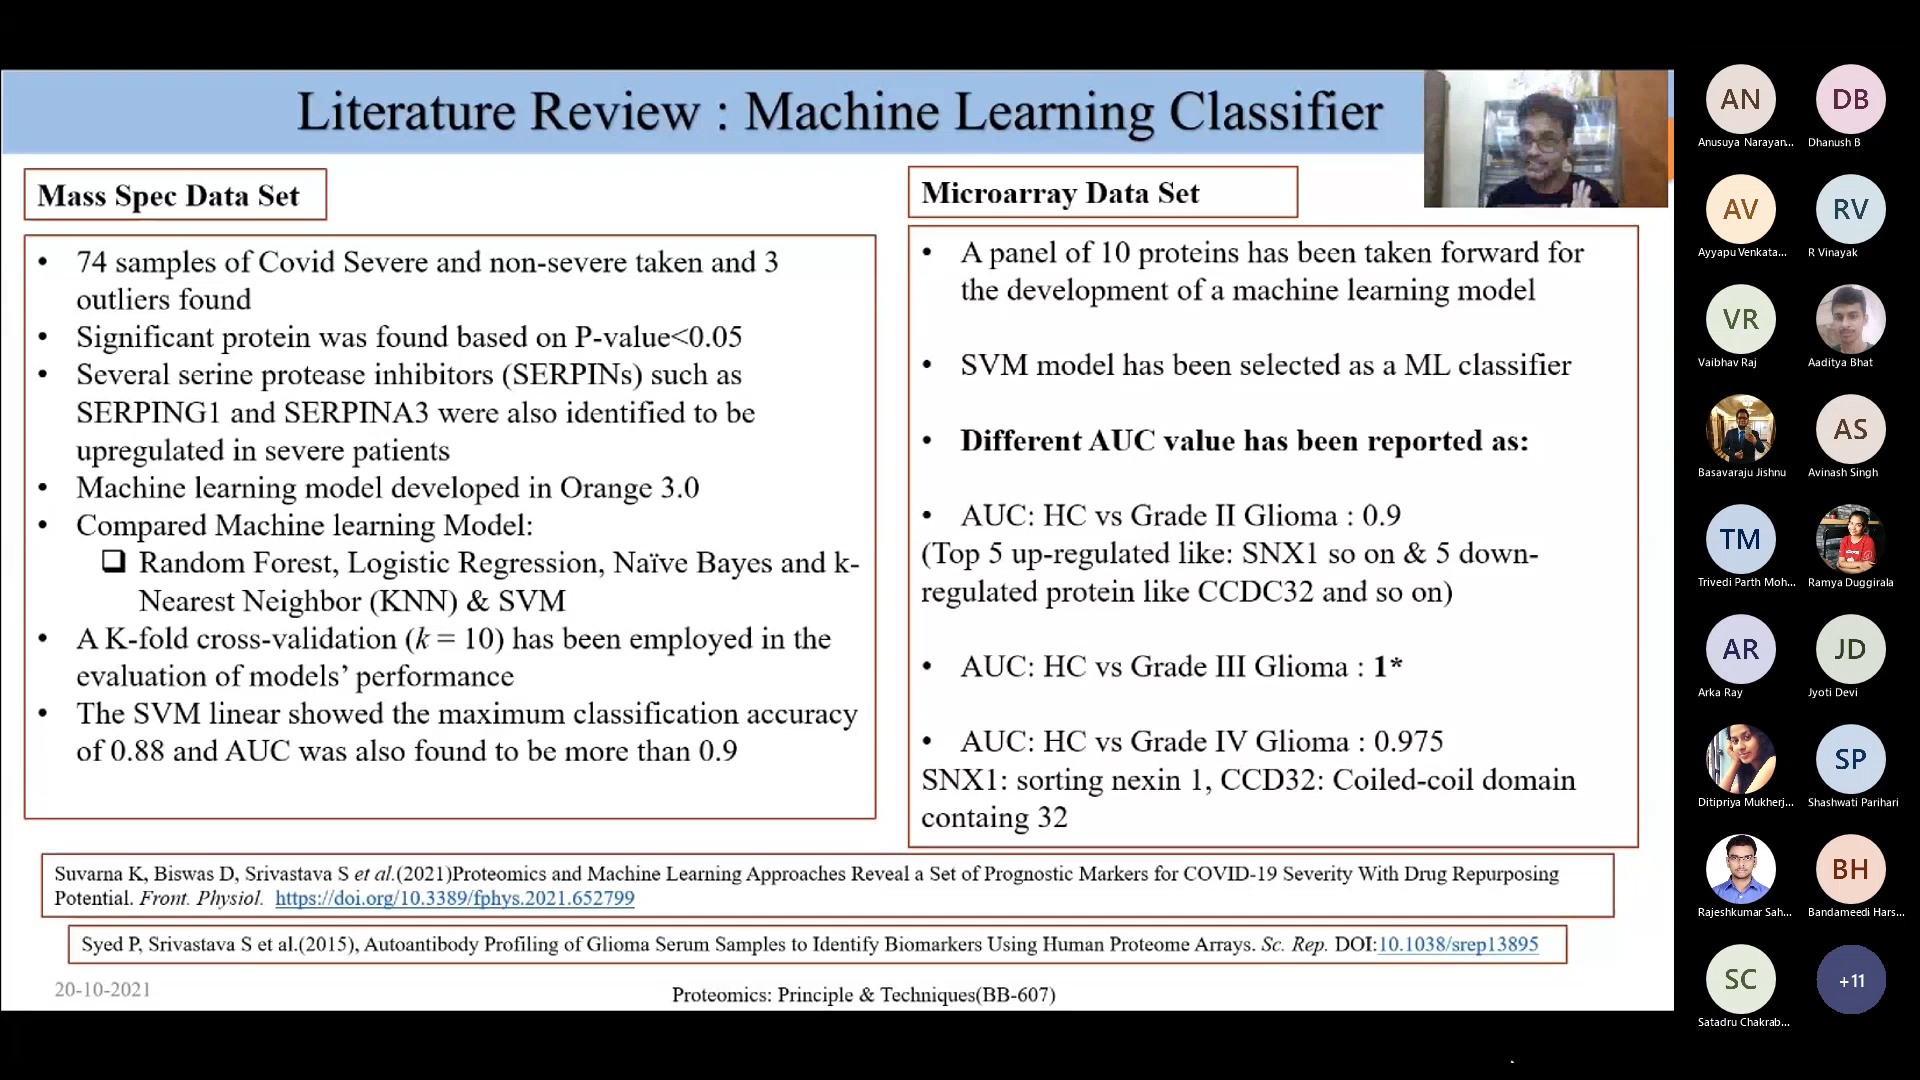 Literature Review : Machine Learning Classifier
Mass Spec Data Set
• 74 samples of Covid Severe and non-severe taken and 3
outliers found
• Significant protein was found based on P-value<0.05
• Several serine protease inhibitors (SERPINs) such as
SERPING1 and SERPINA3 were also identified to be
upregulated in severe patients
• Machine learning model developed in Orange 3.0
• Compared Machine learning Model:
❑ Random Forest, Logistic Regression, Naïve Bayes and k-
Nearest Neighbor (KNN) & SVM
• A K-fold cross-validation (k = 10) has been employed in the
evaluation of models’ performance
• The SVM linear showed the maximum classification accuracy
of 0.88 and AUC was also found to be more than 0.9
Microarray Data Set
• A panel of 10 proteins has been taken forward for
the development of a machine learning model
• SVM model has been selected as a ML classifier
• Different AUC value has been reported as:
• AUC: HC vs Grade II Glioma : 0.9
(Top 5 up-regulated like: SNX1 so on & 5 down-
regulated protein like CCDC32 and so on)
• AUC: HC vs Grade III Glioma : 1*
• AUC: HC vs Grade IV Glioma : 0.975
SNX1: sorting nexin 1, CCD32: Coiled-coil domain
containg 32
Suvarna K, Biswas D, Srivastava S et al.(2021)Proteomics and Machine Learning Approaches Reveal a Set of Prognostic Markers for COVID-19 Severity With Drug Repurposing
Potential. Front. Physiol. https://doi.org/10.3389/fphys.2021.652799
Syed P, Srivastava S et al.(2015), Autoantibody Profiling of Glioma Serum Samples to Identify Biomarkers Using Human Proteome Arrays. Sc. Rep. DOI:10.1038/srep13895
20-10-2021
Proteomics: Principle & Techniques(BB-607)
AN
Anusuya Narayan...
DB
Dhanush B
AV
Ayyapu Venkata...
RV
R Vinayak
VR
Vaibhav Raj
Aaditya Bhat
Basavaraju Jishnu
AS
Avinash Singh
TM
Trivedi Parth Moh...
Ramya Duggirala
AR
Arka Ray
JD
Jyoti Devi
Ditipriya Mukherj...
SP
Shashwati Parihari
Rajeshkumar Sah...
BH
Bandameedi Hars...
SC
Satadru Chakrab...
+11